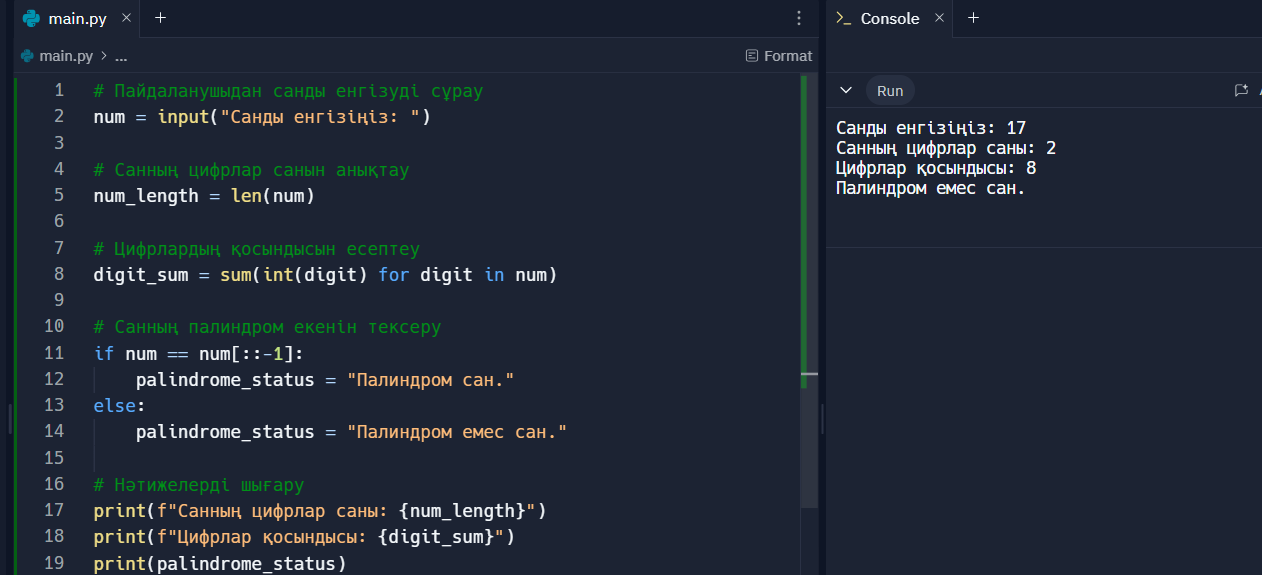 main.py × +
main.py > ...
Format
1 # Пайдаланушыдан санды енгізуді сұрау
2 num = input("Санды енгізіңіз: ")
3
4 # Санның цифрлар санын анықтау
5 num_length = len(num)
6
7 # Цифрлардың қосындысын есептеу
8 digit_sum = sum(int(digit) for digit in num)
9
10 # Санның палиндром екенін тексеру
11 if num == num[::-1]:
12     palindrome_status = "Палиндром сан."
13 else:
14     palindrome_status = "Палиндром емес сан."
15
16 # Нәтижелерді шығару
17 print(f"Санның цифрлар саны: {num_length}")
18 print(f"Цифрлар қосындысы: {digit_sum}")
19 print(palindrome_status)
>_ Console × +
Run
Санды енгізіңіз: 17
Санның цифрлар саны: 2
Цифрлар қосындысы: 8
Палиндром емес сан.